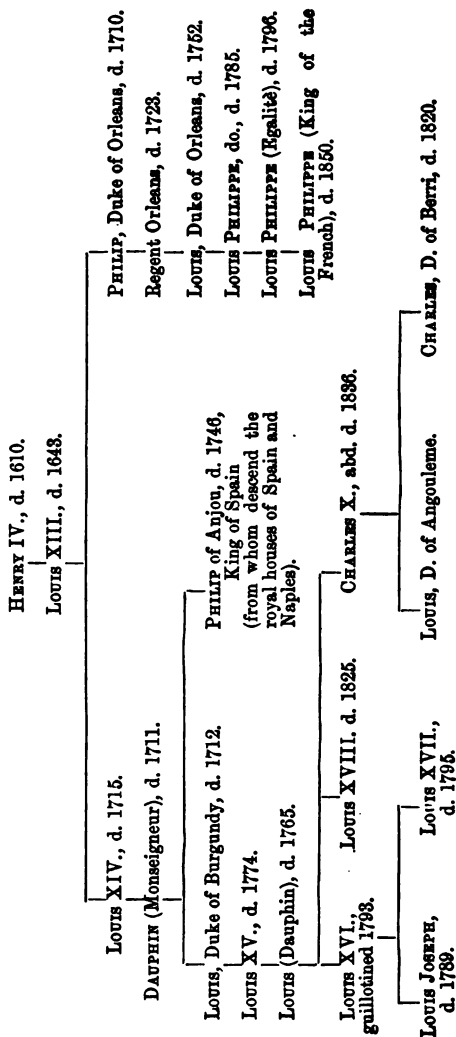 HENRY IV., d. 1610.
LOUIS XIII., d. 1643.
LOUIS XIV., d. 1715.
DAUPHIN (Monseigneur), d. 1711.
LOUIS, Duke of Burgundy, d. 1712.
LOUIS XV., d. 1774.
LOUIS (Dauphin), d. 1765.
LOUIS XVI.,
guillotined 1793.
LOUIS JOSEPH,
d. 1789.
LOUIS XVII.,
d. 1795.
LOUIS XVIII. d. 1825.
CHARLES X., abd. d. 1836.
LOUIS, D. of Angouleme.
CHARLES, D. of Berri, d. 1820.
PHILIP of Anjou, d. 1746,
King of Spain
(from whom descend the
royal houses of Spain and
Naples).
PHILIP, Duke of Orleans, d. 1710.
Regent Orleans, d. 1723.
LOUIS, Duke of Orleans, d. 1752.
LOUIS PHILIPPE, do., d. 1785.
LOUIS PHILIPPE (Egalité), d. 1796.
LOUIS PHILIPPE (King of the
French), d. 1850.